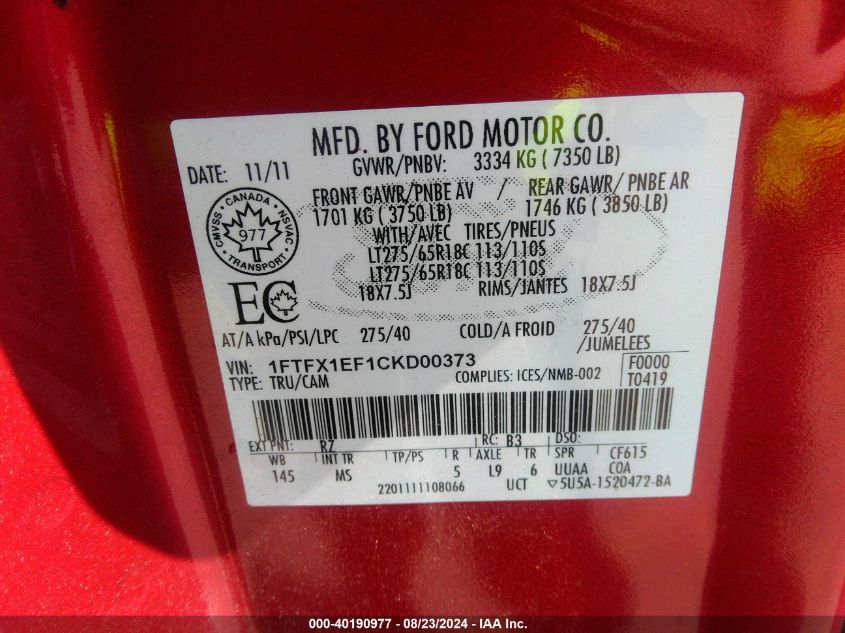 MFD. BY FORD MOTOR CO.
DATE: 11/11 GVWR/PNBV: 3334 KG ( 7350 LB)
FRONT GAWR/PNBE AV / REAR GAWR/ PNBE AR
1701 KG ( 3750 LB) 1746 KG ( 3850 LB)
WITH/AVEC TIRES/PNEUS
LT275/65R18C 113/110S
LT275/65R18C 113/110S
18X7.5J RIMS/JANTES 18X7.5J
CMVSS CANADA NSVAC
977
TRANSPORT
EC
AT/A kPa/PSI/LPC 275/40 COLD/A FROID 275/40
/JUMELEES
VIN: 1FTFX1EF1CKD00373 F0000
TYPE: TRU/CAM COMPLIES: ICES/NMB-002 T0419
EXT PNT: RZ RC: B3 DSO:
WB INT TR TP/PS R AXLE TR SPR CF615
145 MS 5 L9 6 UUAA COA
2201111108066 UCT ▽5U5A-1520472-BA
000-40190977 - 08/23/2024 - IAA Inc.